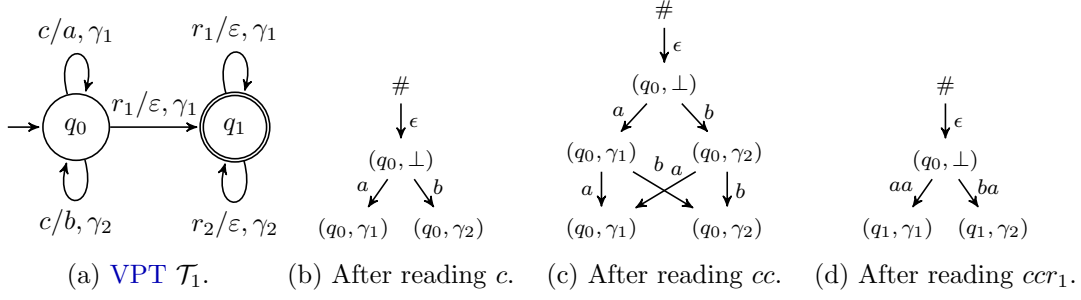 c/a, γ₁
r₁/ε, γ₁
q₀
r₁/ε, γ₁
q₁
c/b, γ₂
r₂/ε, γ₂
(a) VPT 𝒯₁.
#
ϵ
(q₀, ⊥)
a
b
(q₀, γ₁)
(q₀, γ₂)
(b) After reading c.
#
ϵ
(q₀, ⊥)
a
b
(q₀, γ₁)
(q₀, γ₂)
a
b
a
b
(q₀, γ₁)
(q₀, γ₂)
(c) After reading cc.
#
ϵ
(q₀, ⊥)
aa
ba
(q₁, γ₁)
(q₁, γ₂)
(d) After reading ccr₁.